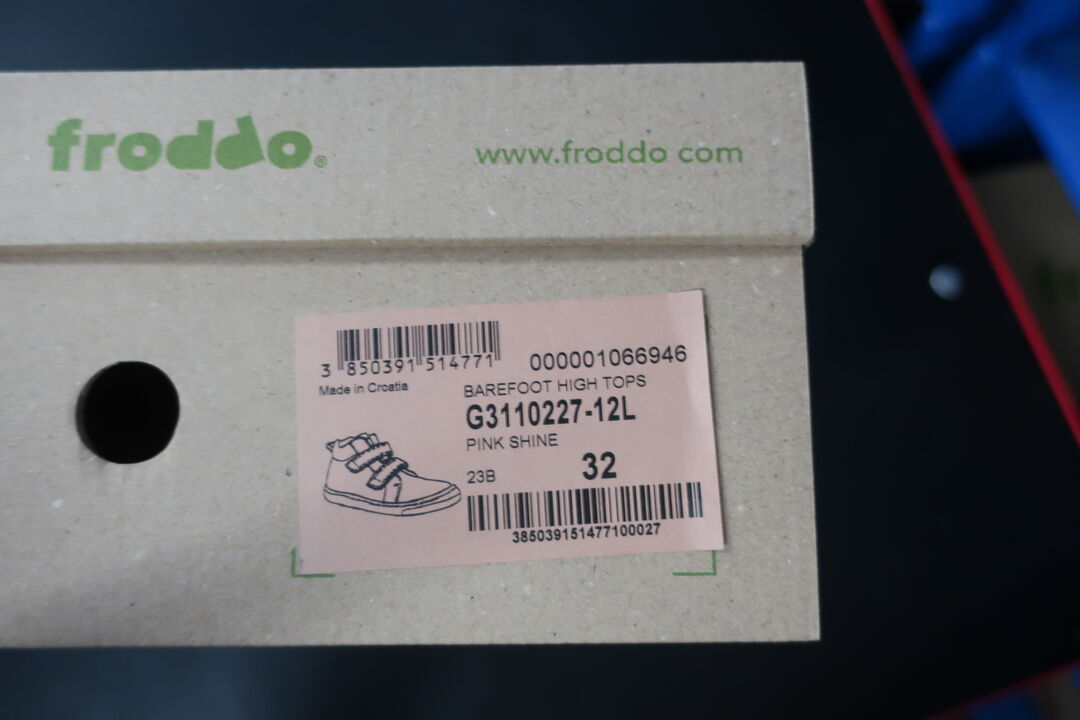 froddo®
www.froddo com
3 850391 514771
000001066946
Made in Croatia
BAREFOOT HIGH TOPS
G3110227-12L
PINK SHINE
23B
32
385039151477100027